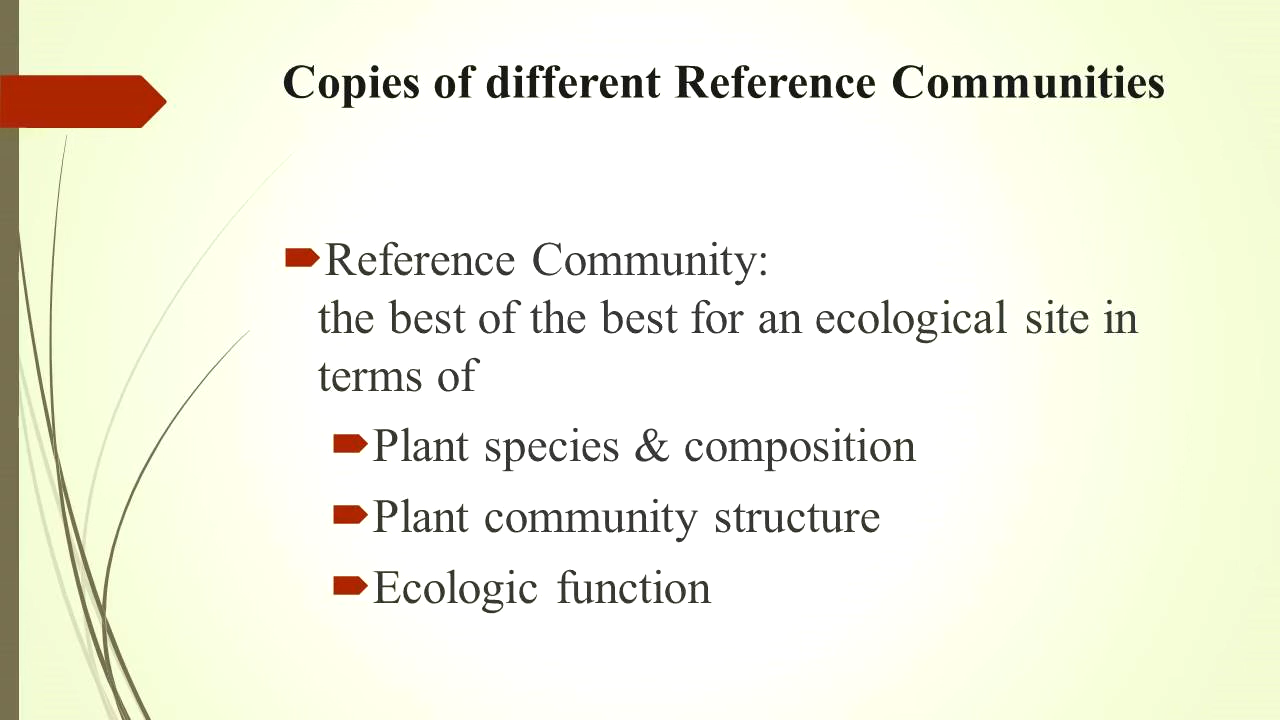 Copies of different Reference Communities
Reference Community:
the best of the best for an ecological site in
terms of
Plant species & composition
Plant community structure
Ecologic function